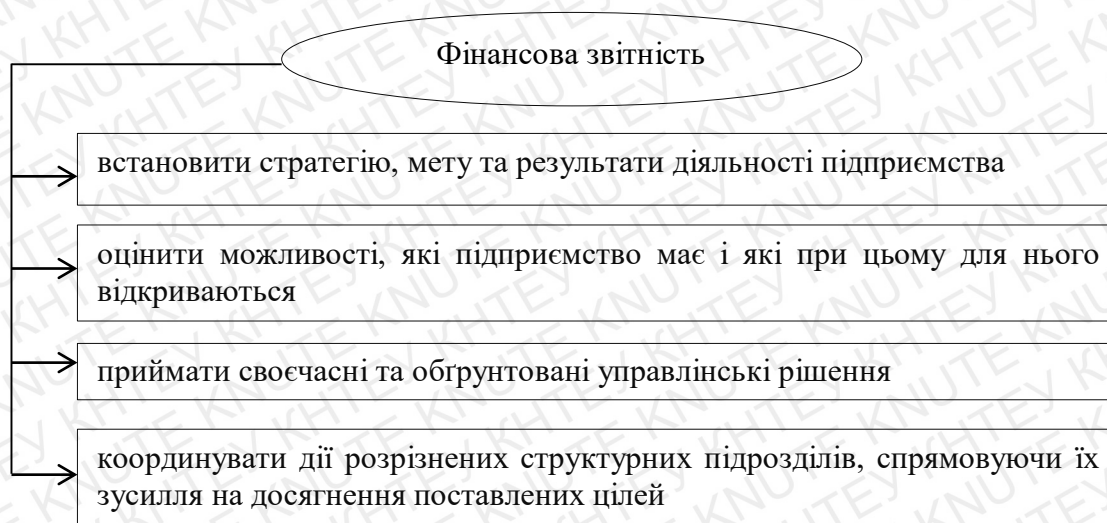 Фінансова звітність
встановити стратегію, мету та результати діяльності підприємства
оцінити можливості, які підприємство має і які при цьому для нього
відкриваються
приймати своєчасні та обґрунтовані управлінські рішення
координувати дії розрізнених структурних підрозділів, спрямовуючи їх
зусилля на досягнення поставлених цілей